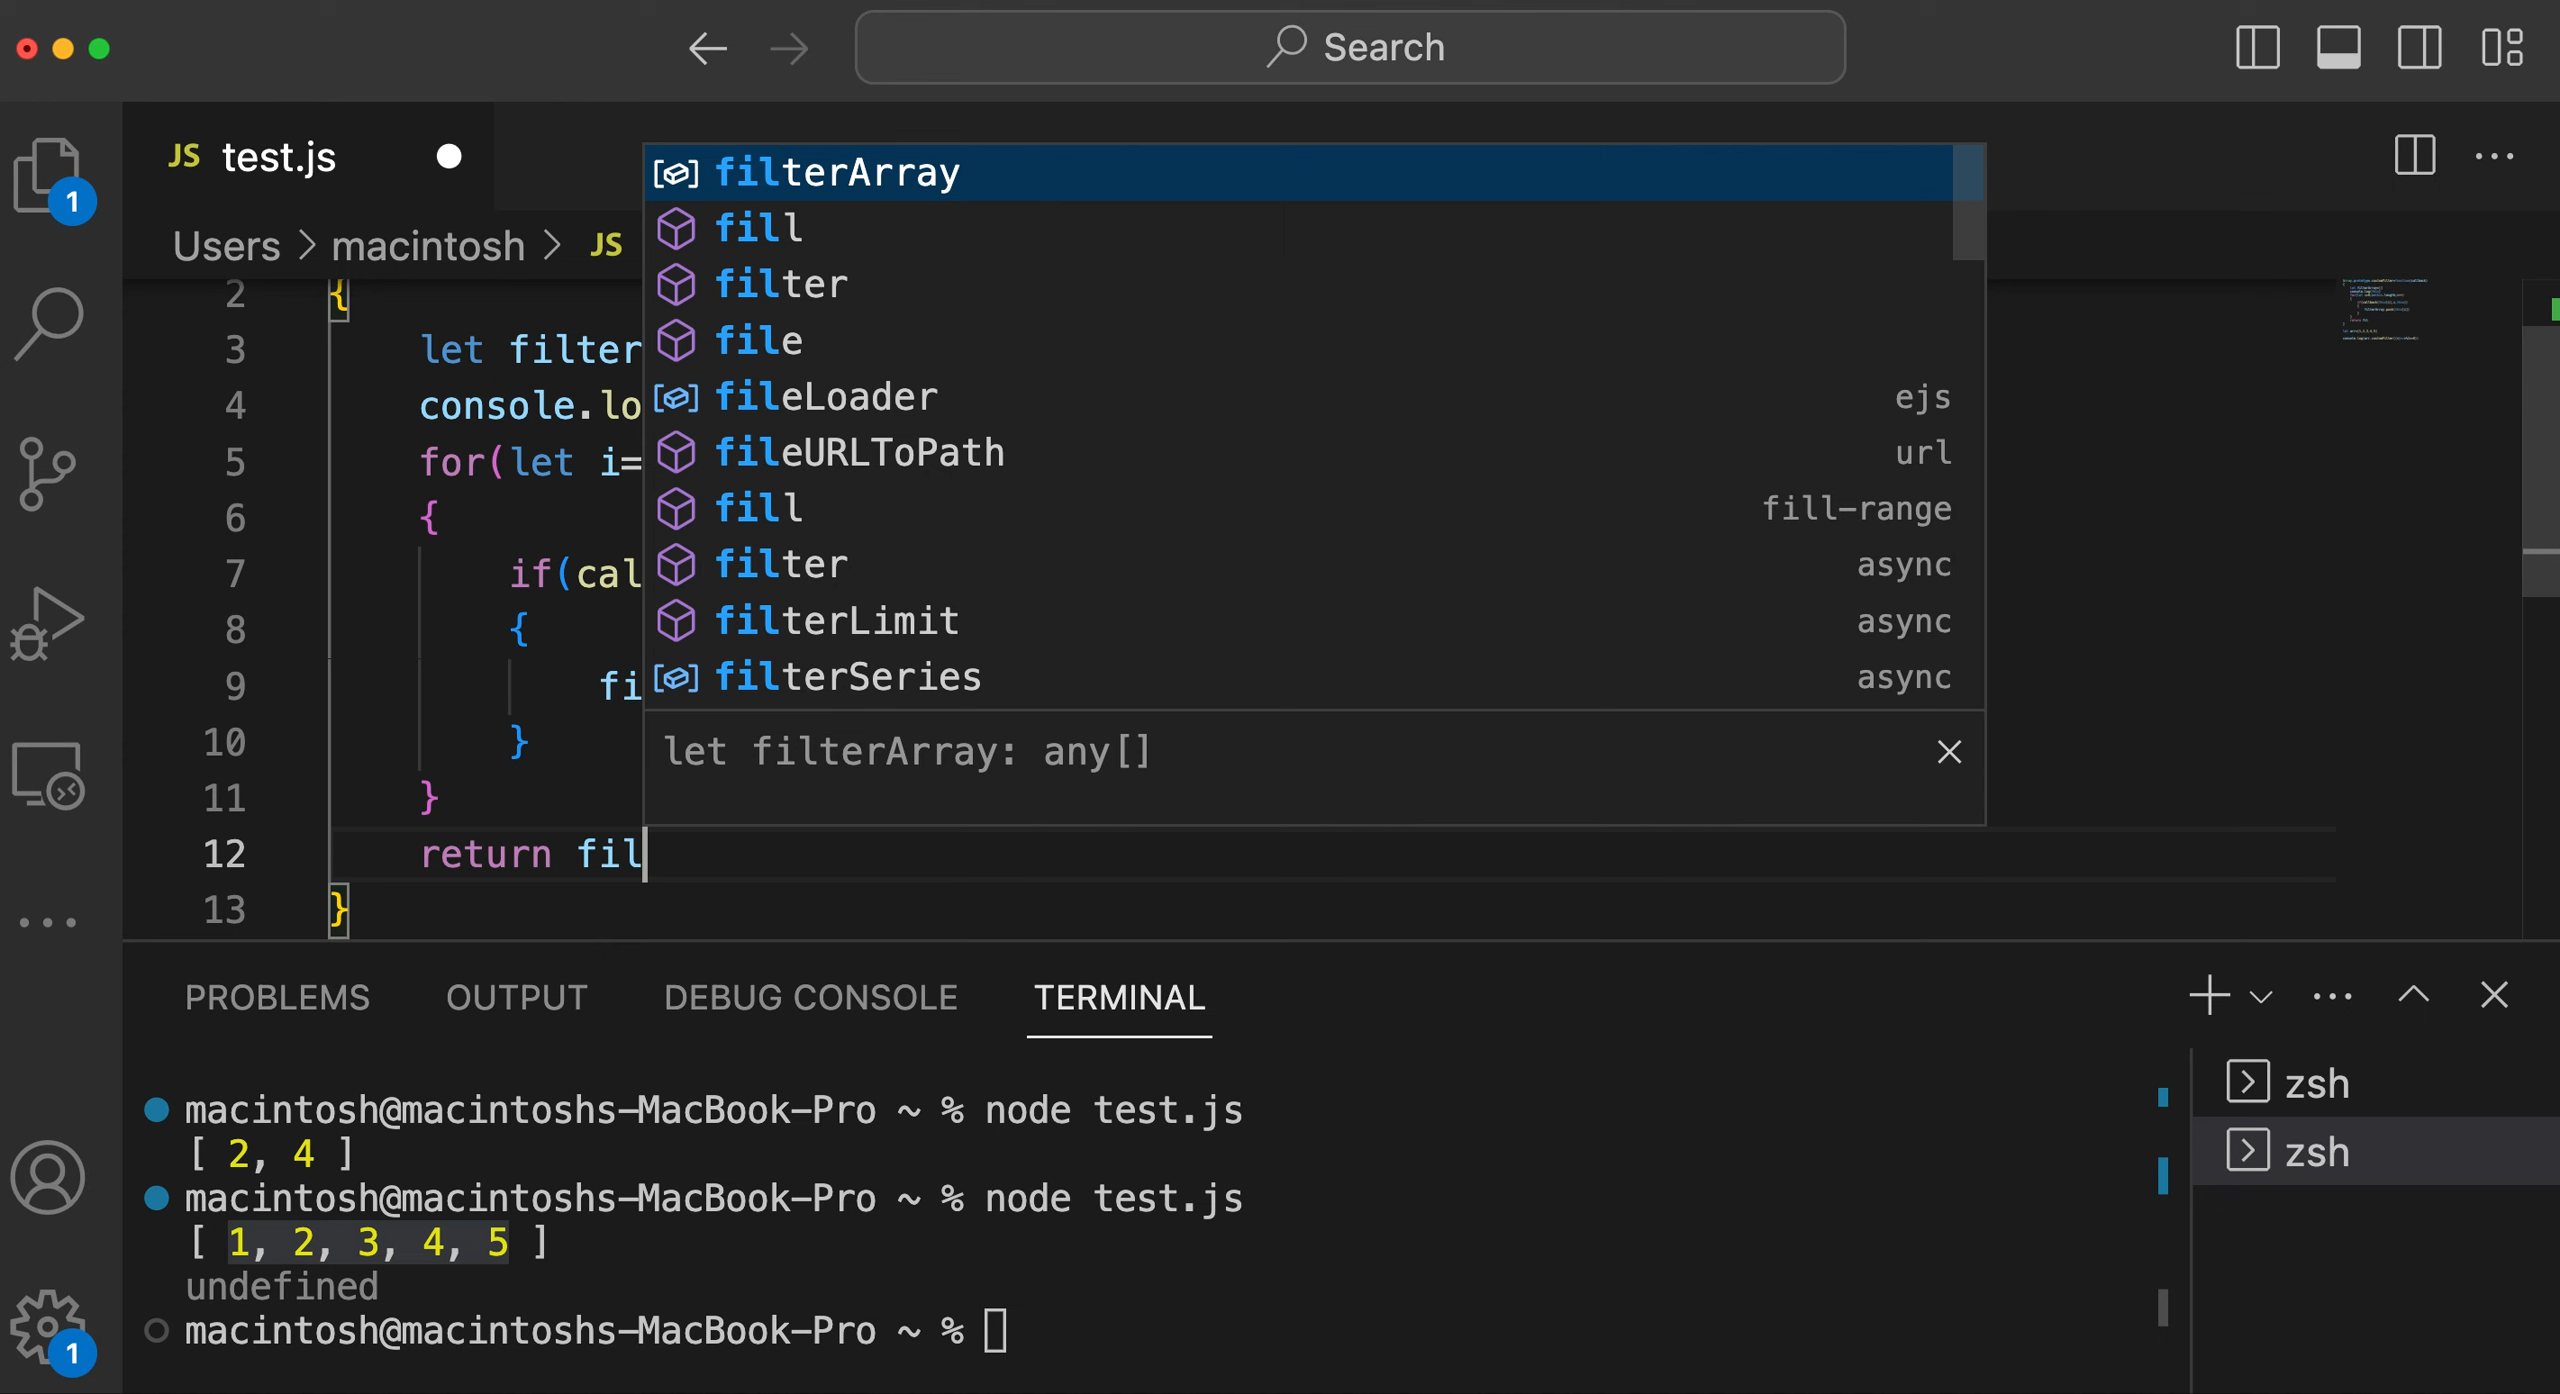 Search
JS test.js
Users > macintosh > JS
filterArray
fill
filter
file
fileLoader ejs
fileURLToPath url
fill fill-range
filter async
filterLimit async
filterSeries async
let filterArray: any[]
2 {
3 let filter
4 console.lo
5 for(let i=
6 {
7 if(cal
8 {
9 fi
10 }
11 }
12 return fil
13 }
1
1
PROBLEMS OUTPUT DEBUG CONSOLE TERMINAL
macintosh@macintoshs-MacBook-Pro ~ % node test.js
[ 2, 4 ]
macintosh@macintoshs-MacBook-Pro ~ % node test.js
[ 1, 2, 3, 4, 5 ]
undefined
macintosh@macintoshs-MacBook-Pro ~ %
zsh
zsh